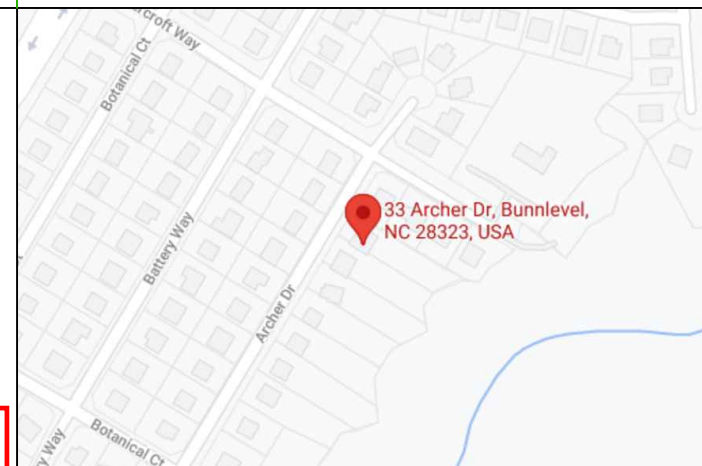 croft Way
Botanical Ct
Battery Way
33 Archer Dr, Bunnlevel,
NC 28323, USA
Archer Dr
Botanical Ct
Way